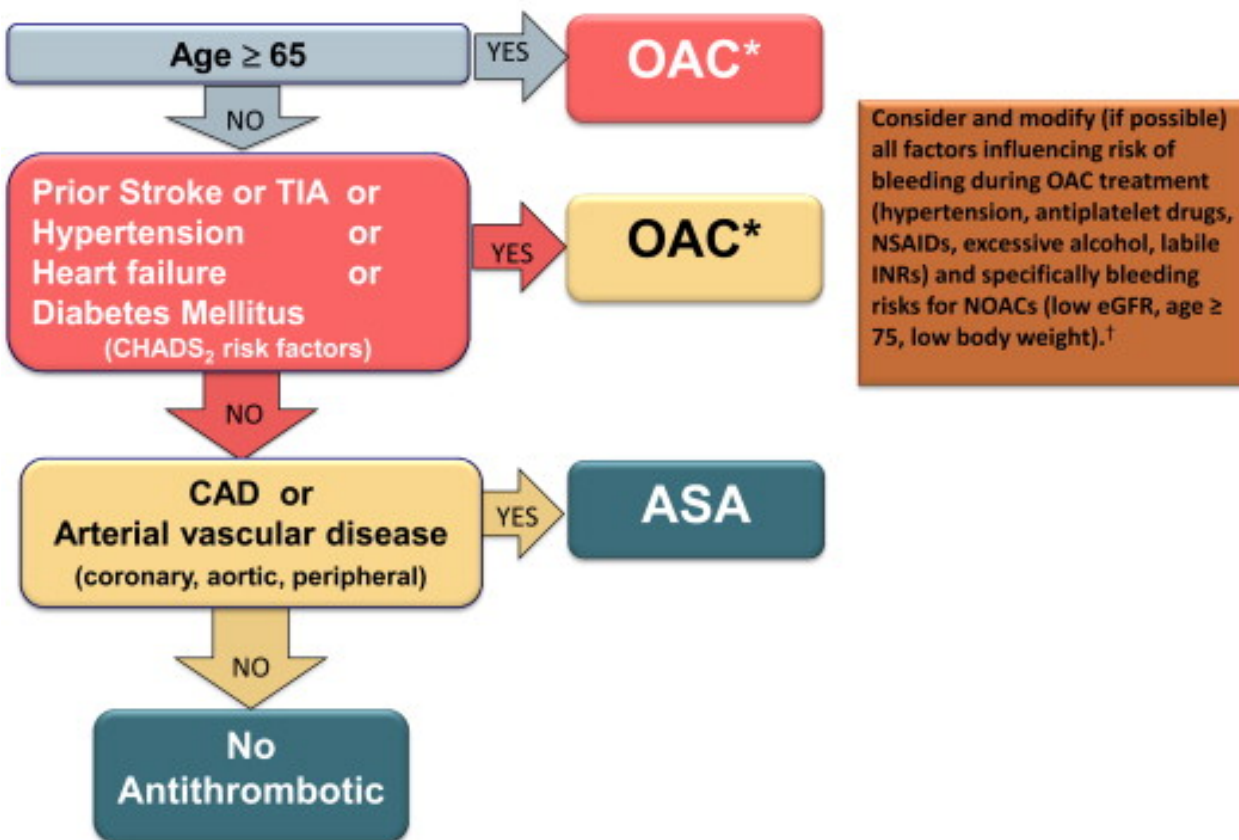 Age ≥ 65
YES
OAC*
NO
Prior Stroke or TIA or
Hypertension or
Heart failure or
Diabetes Mellitus
(CHADS₂ risk factors)
YES
OAC*
NO
CAD or
Arterial vascular disease
(coronary, aortic, peripheral)
YES
ASA
NO
No
Antithrombotic
Consider and modify (if possible)
all factors influencing risk of
bleeding during OAC treatment
(hypertension, antiplatelet drugs,
NSAIDs, excessive alcohol, labile
INRs) and specifically bleeding
risks for NOACs (low eGFR, age ≥
75, low body weight).†